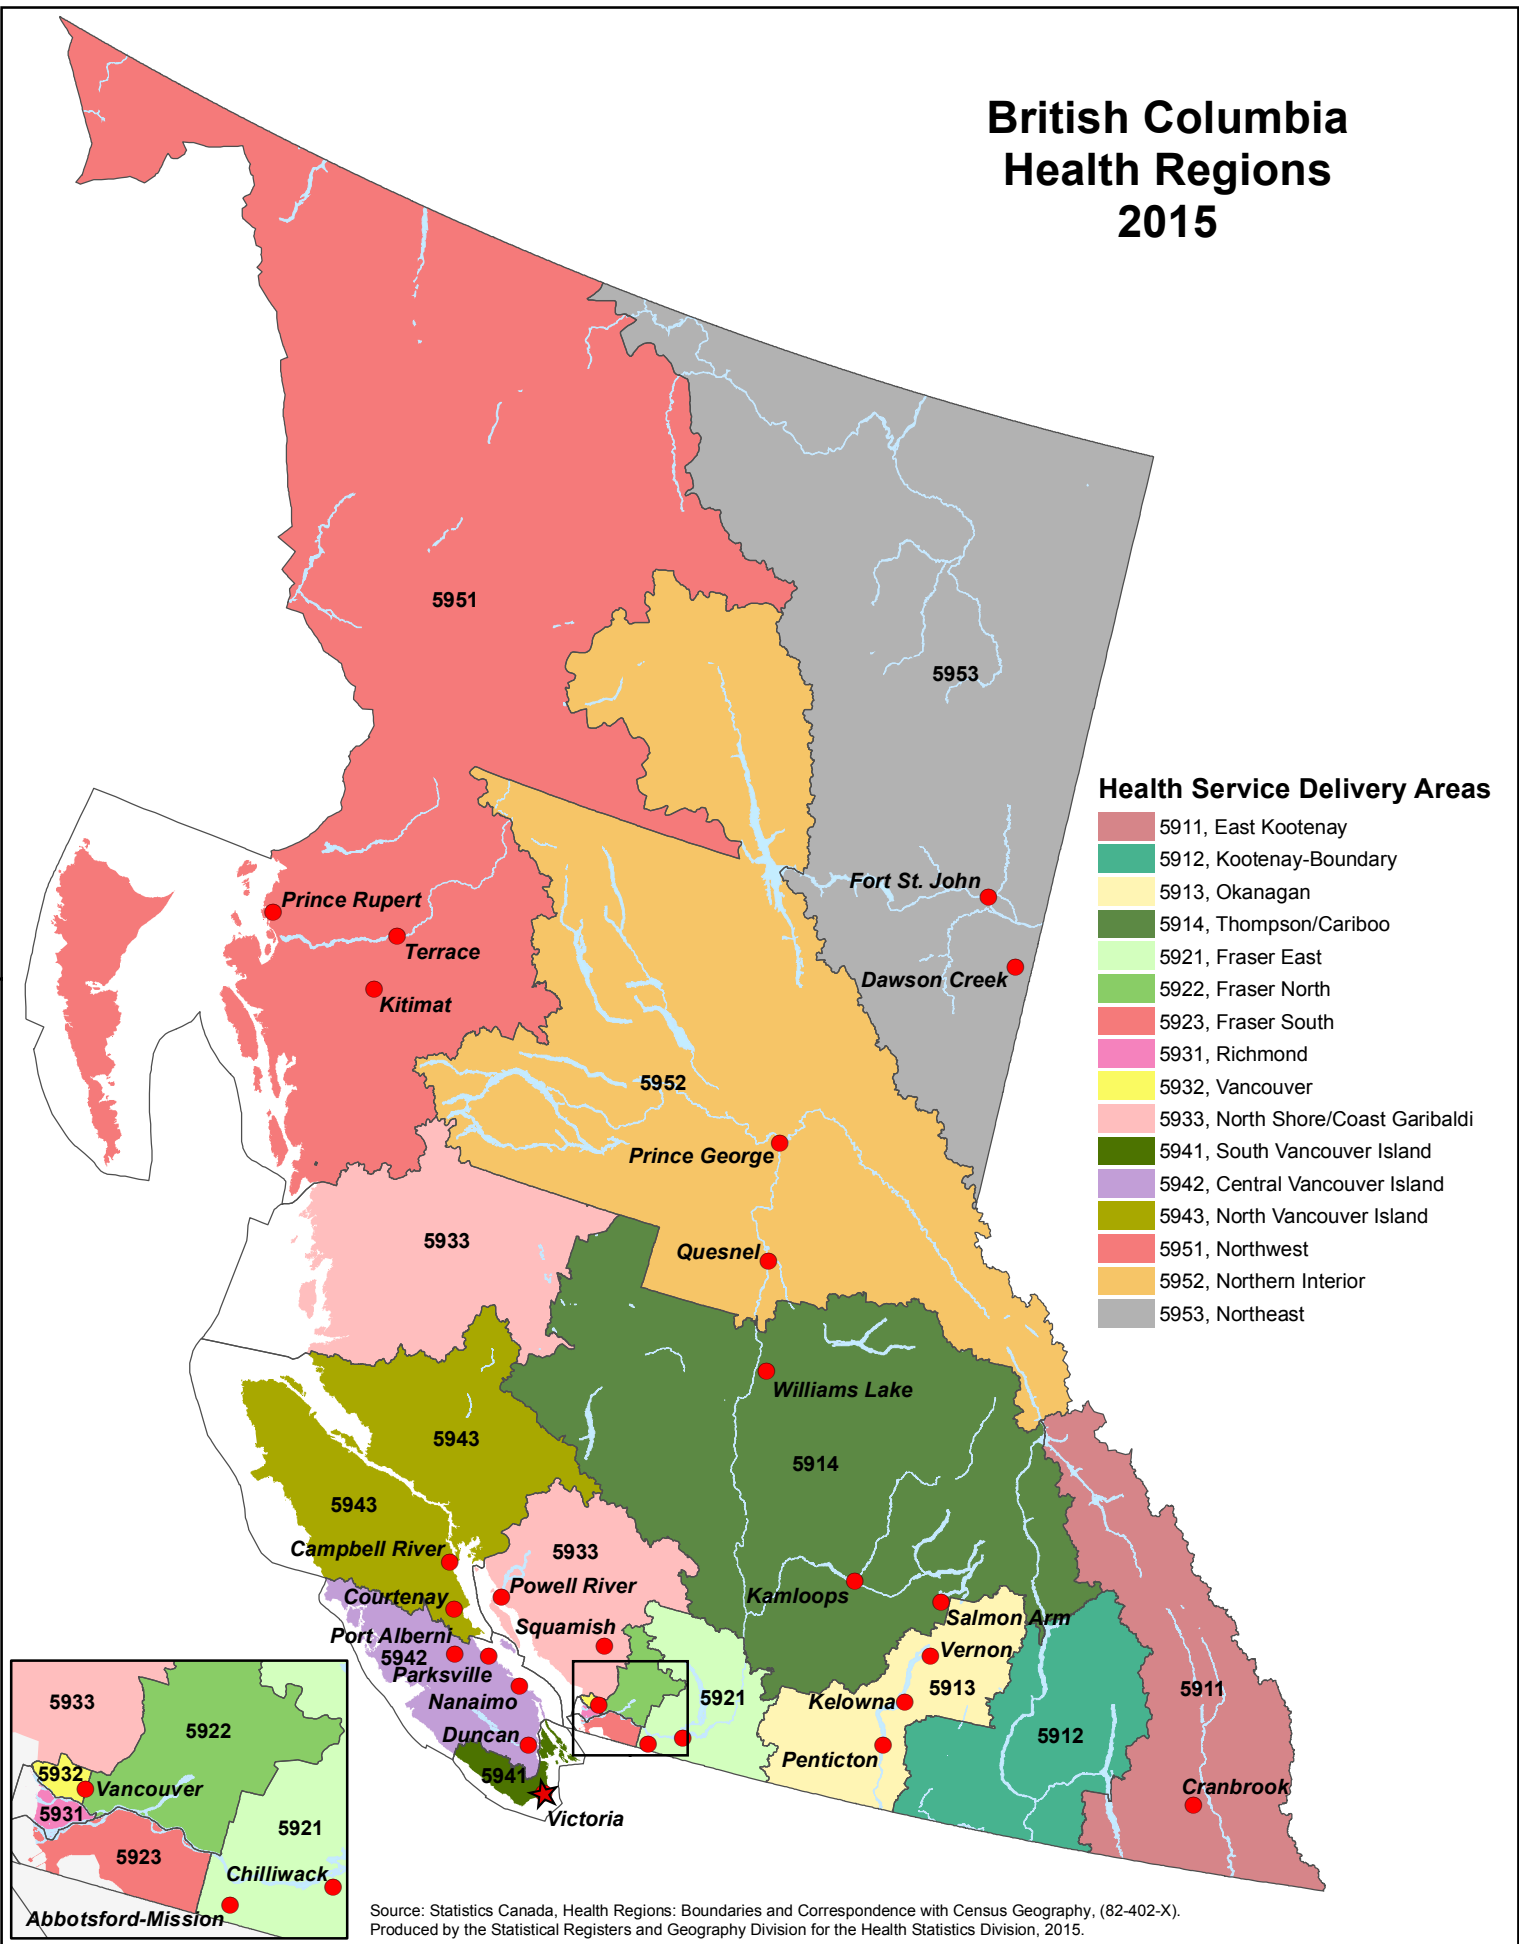 British Columbia
Health Regions
2015
5951
5953
Health Service Delivery Areas
5911, East Kootenay
5912, Kootenay-Boundary
5913, Okanagan
5914, Thompson/Cariboo
5921, Fraser East
5922, Fraser North
5923, Fraser South
5931, Richmond
5932, Vancouver
5933, North Shore/Coast Garibaldi
5941, South Vancouver Island
5942, Central Vancouver Island
5943, North Vancouver Island
5951, Northwest
5952, Northern Interior
5953, Northeast
Fort St. John
Prince Rupert
Terrace
Dawson Creek
Kitimat
5952
Prince George
5933
Quesnel
Williams Lake
5943
5914
5943
Campbell River
5933
Powell River
Kamloops
Courtenay
Salmon Arm
Squamish
Port Alberni
Vernon
5942
Parksville
5913
5911
Nanaimo
5921
Kelowna
Duncan
5912
Penticton
5941
Cranbrook
Victoria
5933
5922
5932
Vancouver
5931
5921
5923
Chilliwack
Abbotsford-Mission
Source: Statistics Canada, Health Regions: Boundaries and Correspondence with Census Geography, (82-402-X).
Produced by the Statistical Registers and Geography Division for the Health Statistics Division, 2015.